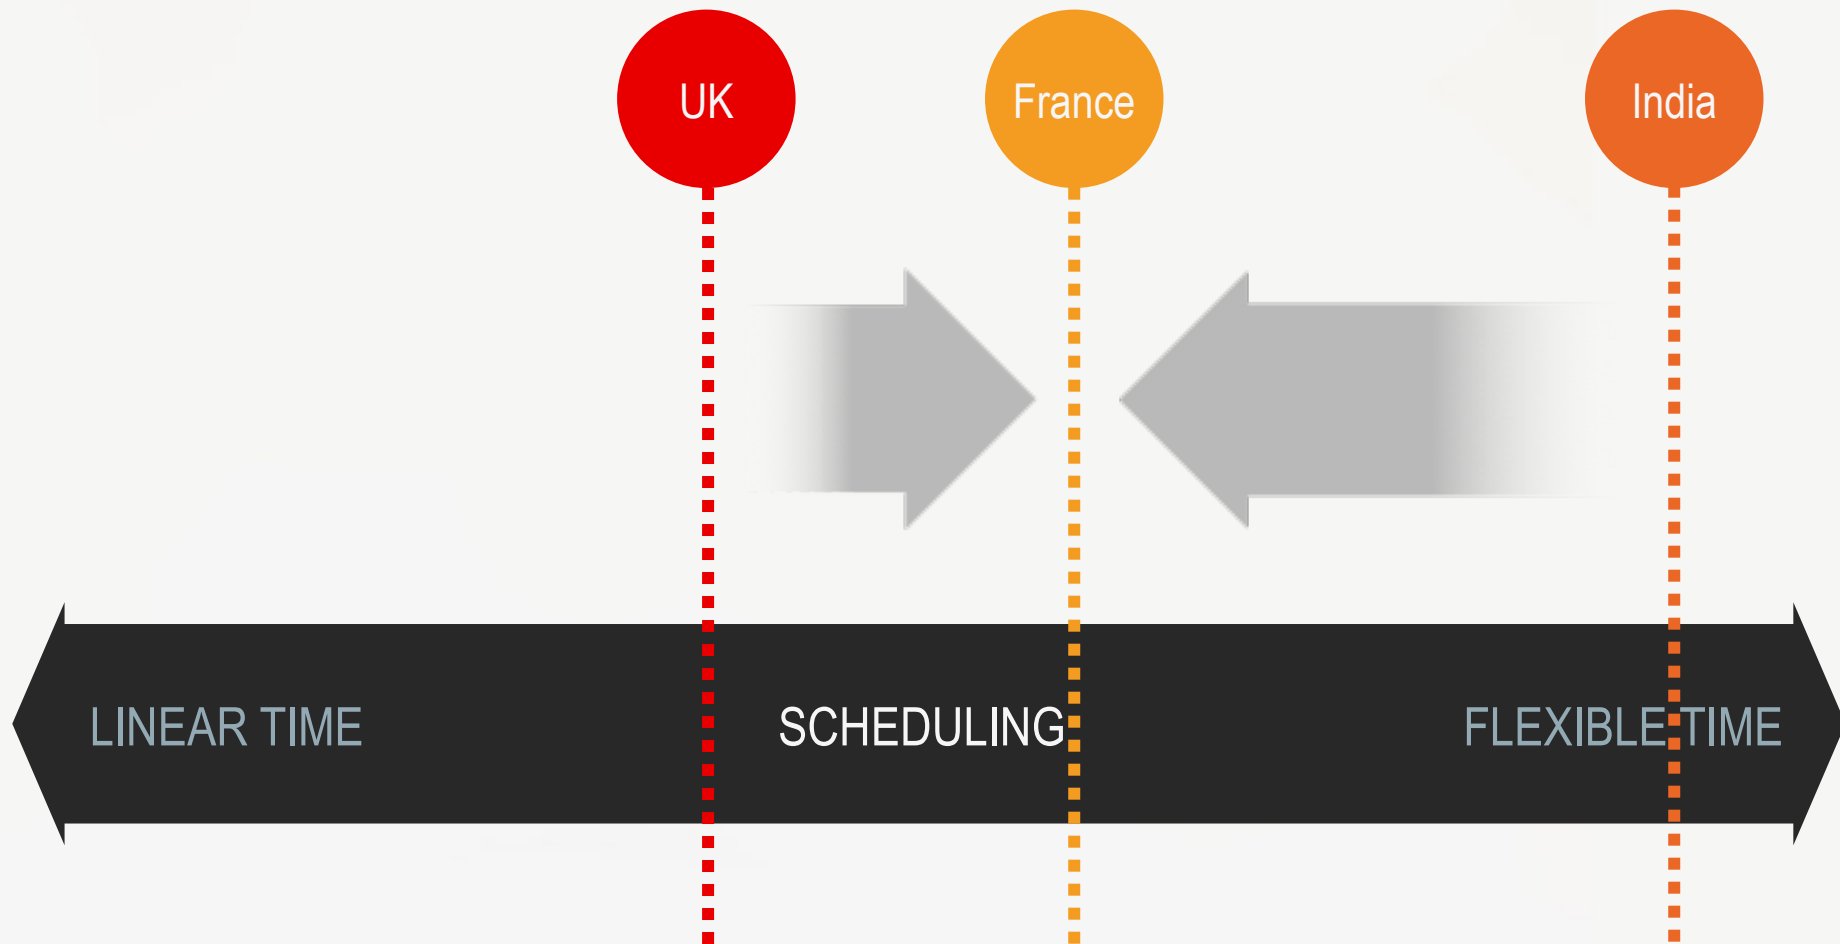 UK
France
India
LINEAR TIME
SCHEDULING
FLEXIBLE TIME